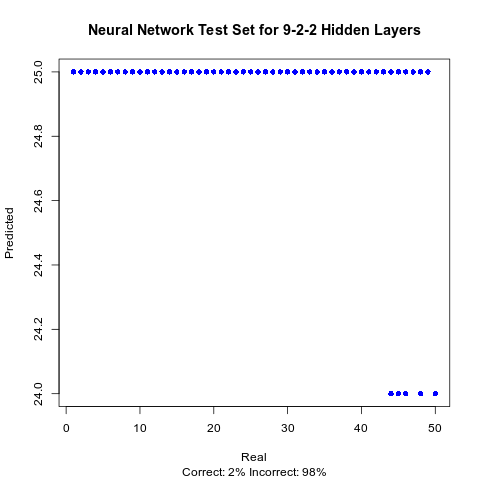 Neural Network Test Set for 9-2-2 Hidden Layers
Predicted
25.0
24.8
24.6
24.4
24.2
24.0
0 10 20 30 40 50
Real
Correct: 2% Incorrect: 98%